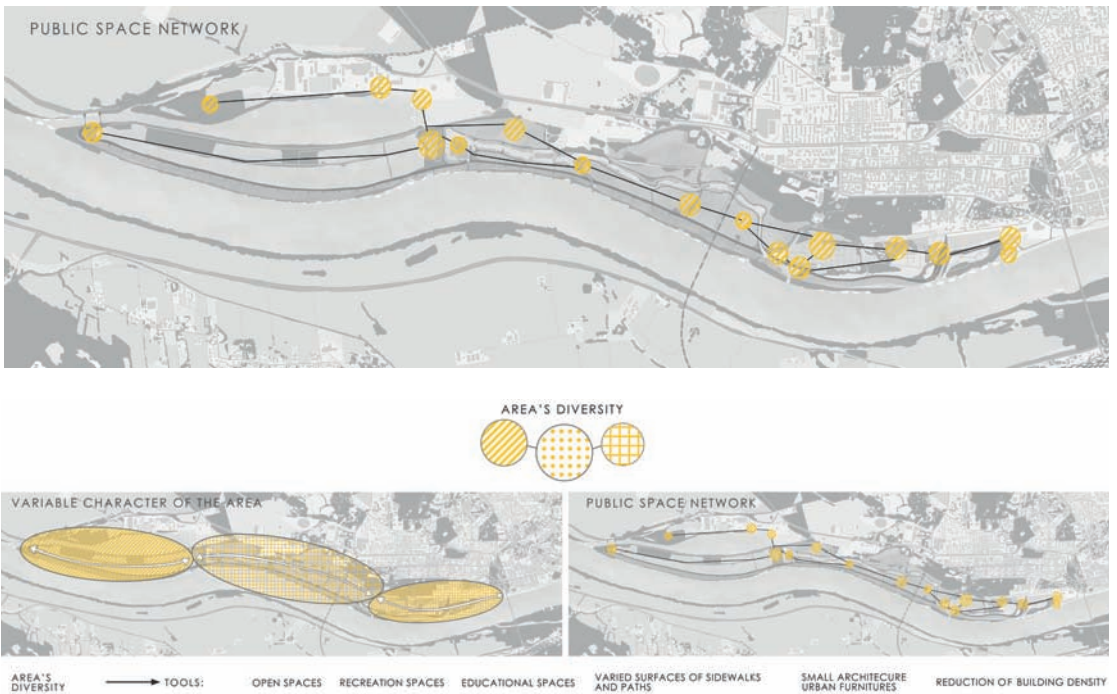 PUBLIC SPACE NETWORK
AREA'S DIVERSITY
VARIABLE CHARACTER OF THE AREA
PUBLIC SPACE NETWORK
AREA'S
DIVERSITY
TOOLS:
OPEN SPACES
RECREATION SPACES
EDUCATIONAL SPACES
VARIED SURFACES OF SIDEWALKS
AND PATHS
SMALL ARCHITECURE
URBAN FURNITURES
REDUCTION OF BUILDING DENSITY